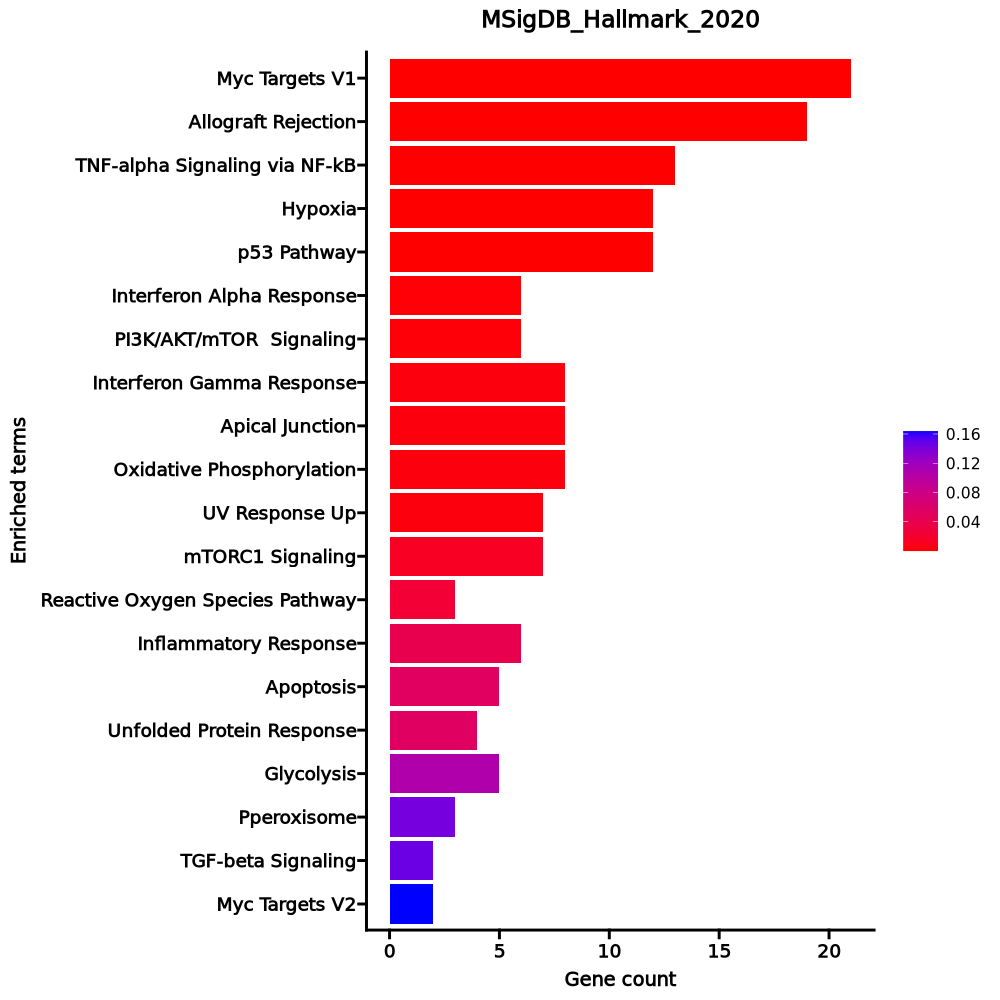 MSigDB_Hallmark_2020
Myc Targets V1
Allograft Rejection
TNF-alpha Signaling via NF-kB
Hypoxia
p53 Pathway
Interferon Alpha Response
PI3K/AKT/mTOR  Signaling
Interferon Gamma Response
Apical Junction
Oxidative Phosphorylation
UV Response Up
mTORC1 Signaling
Reactive Oxygen Species Pathway
Inflammatory Response
Apoptosis
Unfolded Protein Response
Glycolysis
Pperoxisome
TGF-beta Signaling
Myc Targets V2
Enriched terms
0 5 10 15 20
Gene count
0.16
0.12
0.08
0.04